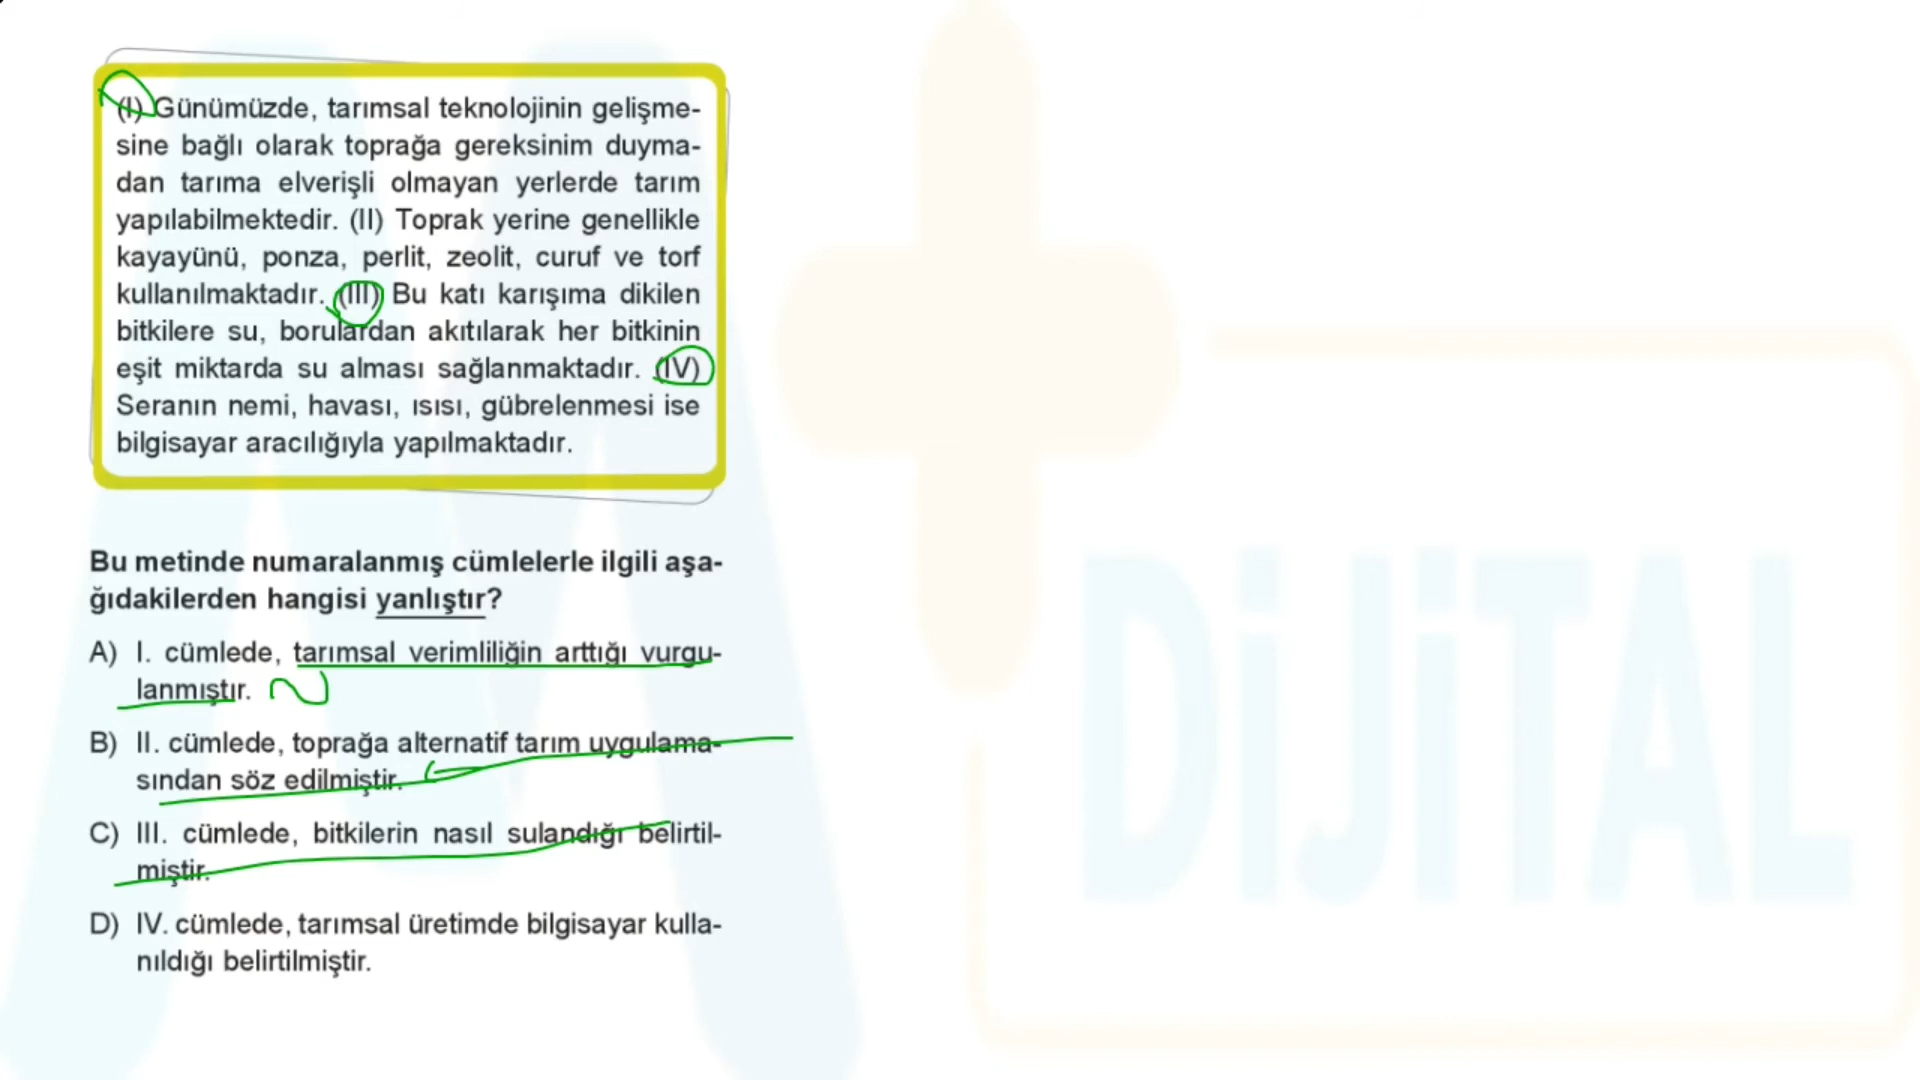 (I) Günümüzde, tarımsal teknolojinin gelişme-
sine bağlı olarak toprağa gereksinim duyma-
dan tarıma elverişli olmayan yerlerde tarım
yapılabilmektedir. (II) Toprak yerine genellikle
kayayünü, ponza, perlit, zeolit, curuf ve torf
kullanılmaktadır. (III) Bu katı karışıma dikilen
bitkilere su, borulardan akıtılarak her bitkinin
eşit miktarda su alması sağlanmaktadır. (IV)
Seranın nemi, havası, ısısı, gübrelenmesi ise
bilgisayar aracılığıyla yapılmaktadır.
Bu metinde numaralanmış cümlelerle ilgili aşa-
ğıdakilerden hangisi yanlıştır?
A) I. cümlede, tarımsal verimliliğin arttığı vurgu-
lanmıştır.
B) II. cümlede, toprağa alternatif tarım uygulama-
sından söz edilmiştir.
C) III. cümlede, bitkilerin nasıl sulandığı belirtil-
miştir.
D) IV. cümlede, tarımsal üretimde bilgisayar kulla-
nıldığı belirtilmiştir.
DiJiTAL